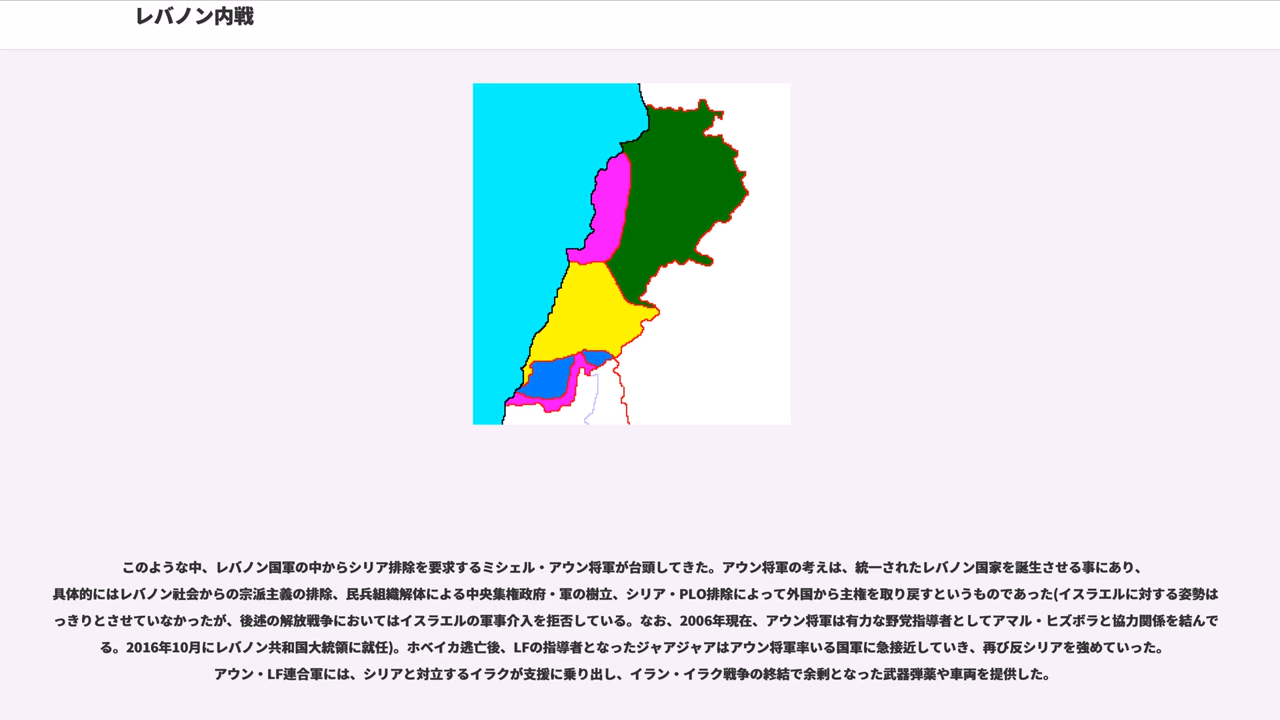 レバノン内戦
このような中、レバノン国軍の中からシリア排除を要求するミシェル・アウン将軍が台頭してきた。アウン将軍の考えは、統一されたレバノン国家を誕生させる事にあり、
具体的にはレバノン社会からの宗派主義の排除、民兵組織解体による中央集権政府・軍の樹立、シリア・PLO排除によって外国から主権を取り戻すというものであった(イスラエルに対する姿勢は
っきりとさせていなかったが、後述の解放戦争においてはイスラエルの軍事介入を拒否している。なお、2006年現在、アウン将軍は有力な野党指導者としてアマル・ヒズボラと協力関係を結んで
る。2016年10月にレバノン共和国大統領に就任)。ホベイカ逃亡後、LFの指導者となったジャアジャアはアウン将軍率いる国軍に急接近していき、再び反シリアを強めていった。
アウン・LF連合軍には、シリアと対立するイラクが支援に乗り出し、イラン・イラク戦争の終結で余剰となった武器弾薬や車両を提供した。